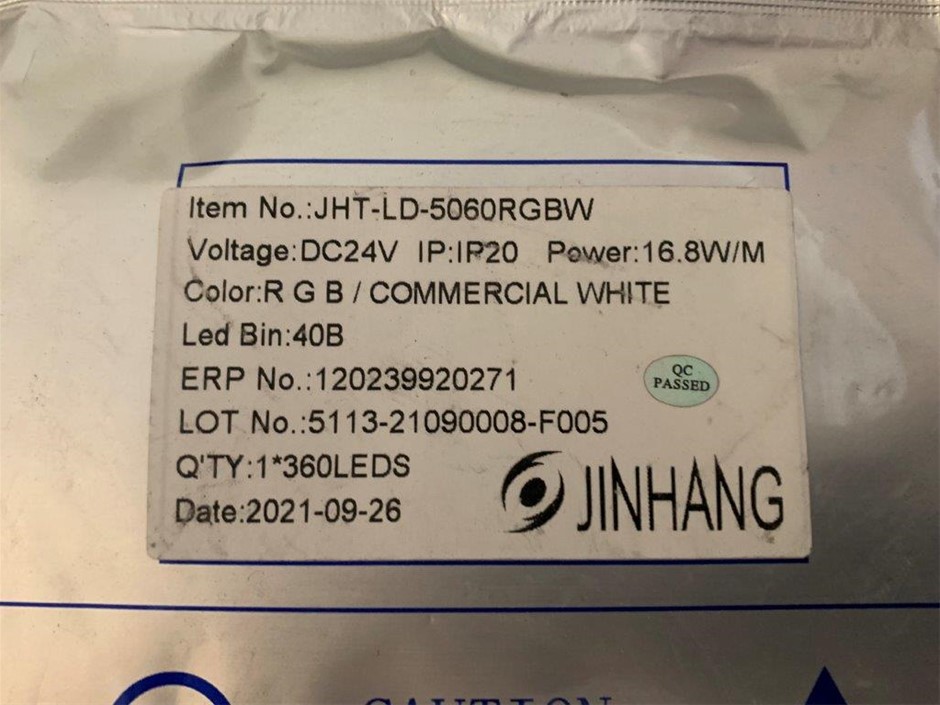 Item No.:JHT-LD-5060RGBW
Voltage:DC24V IP:IP20 Power:16.8W/M
Color:R G B / COMMERCIAL WHITE
Led Bin:40B
ERP No.:120239920271
QC
PASSED
LOT No.:5113-21090008-F005
Q'TY:1*360LEDS
Date:2021-09-26
JINHANG
CAUTION